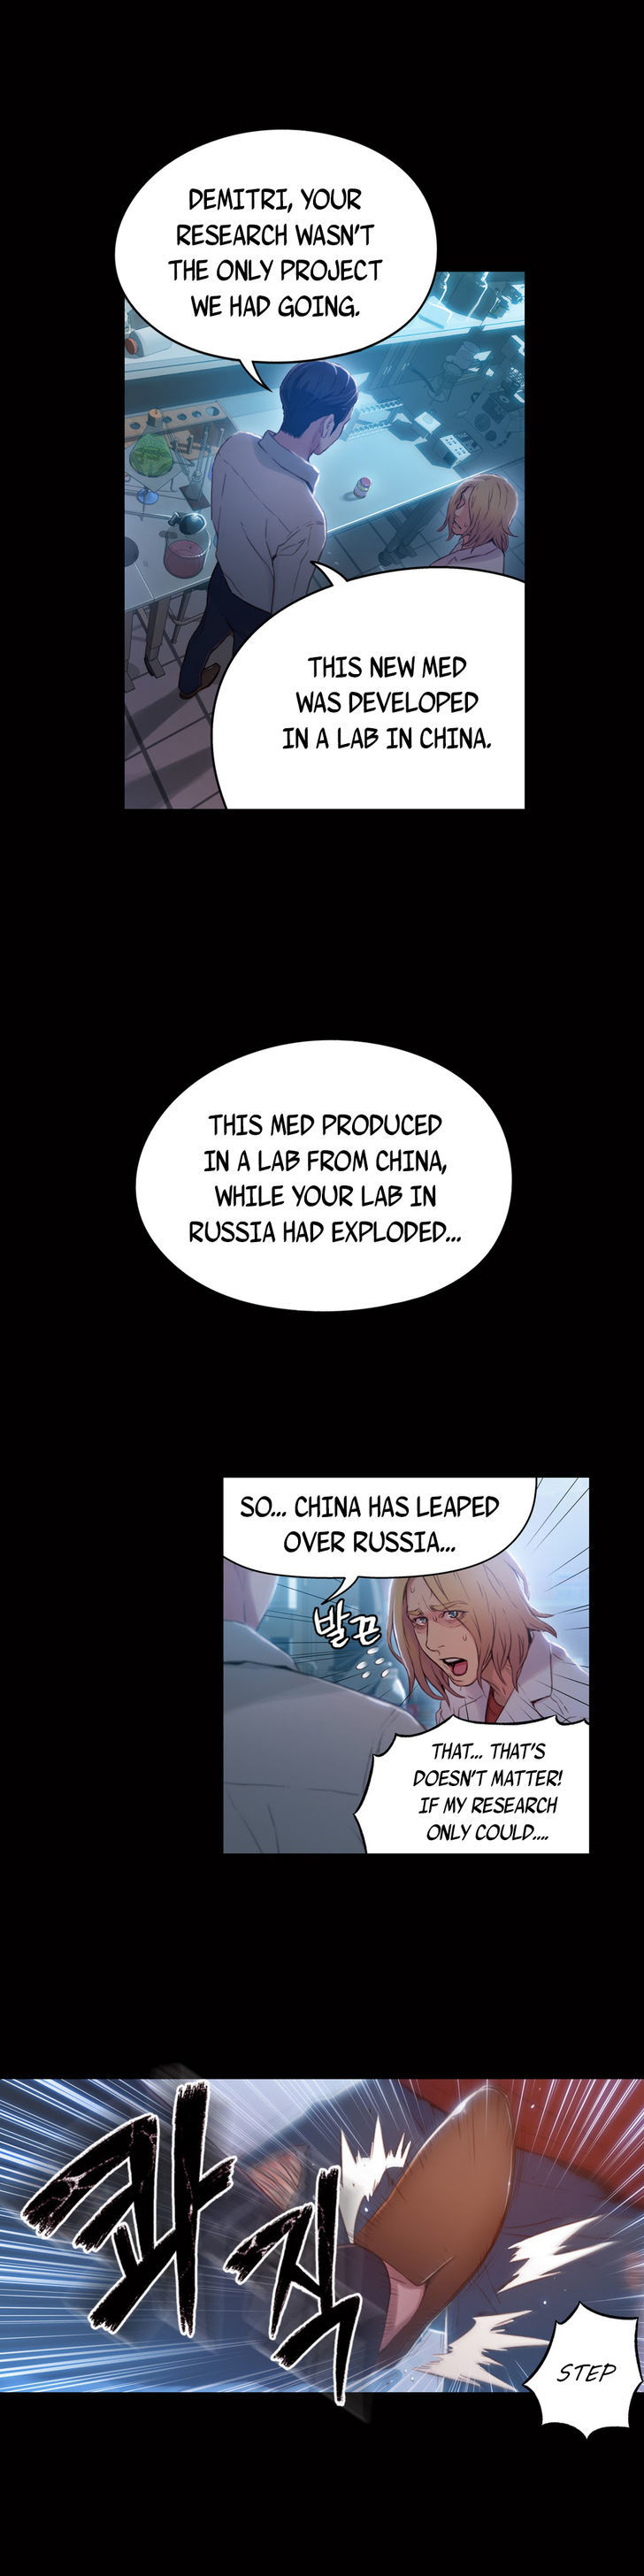 DEMITRI, YOUR
RESEARCH WASN'T
THE ONLY PROJECT
WE HAD GOING.
THIS NEW MED
WAS DEVELOPED
IN A LAB IN CHINA.
THIS MED PRODUCED
IN A LAB FROM CHINA,
WHILE YOUR LAB IN
RUSSIA HAD EXPLODED...
SO... CHINA HAS LEAPED
OVER RUSSIA...
발끈
THAT... THAT'S
DOESN'T MATTER!
IF MY RESEARCH
ONLY COULD....
콰직
STEP